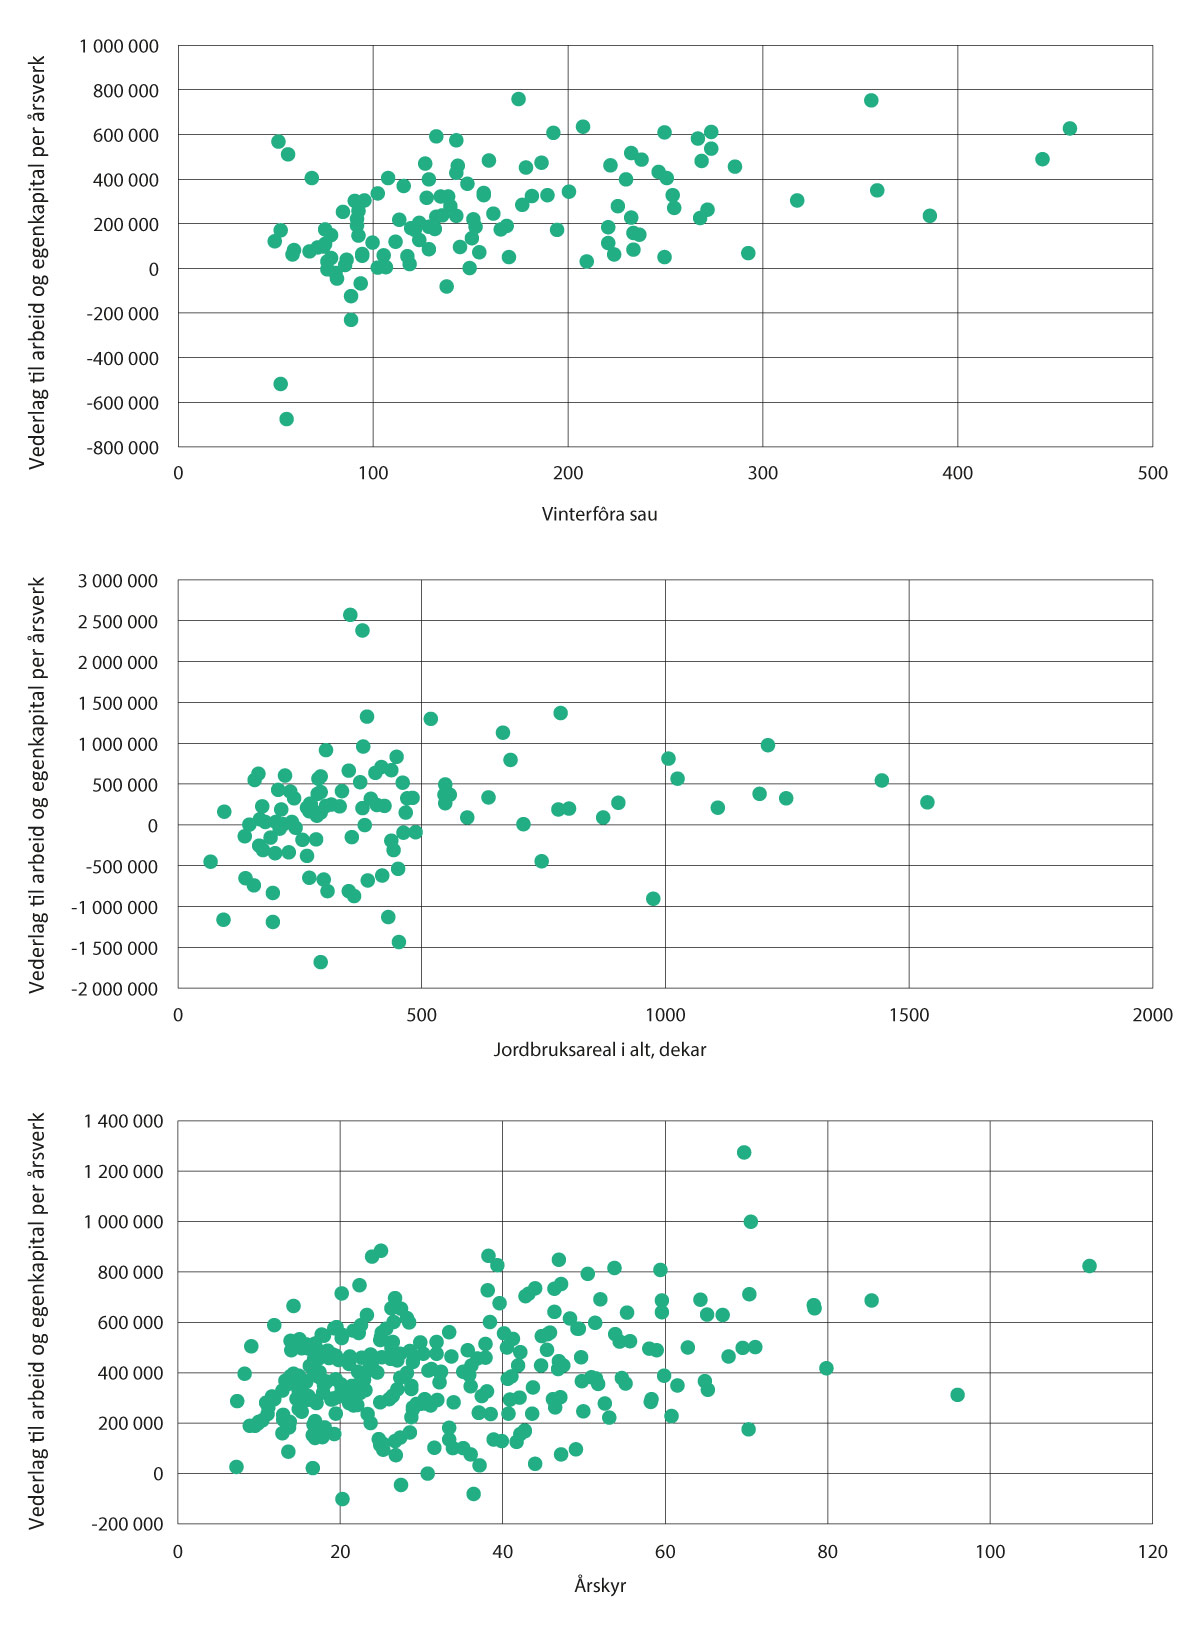 Vederlag til arbeid og egenkapital per årsverk
1 000 000
800 000
600 000
400 000
200 000
0
-200 000
-400 000
-600 000
-800 000
0 100 200 300 400 500
Vinterfôra sau
Vederlag til arbeid og egenkapital per årsverk
3 000 000
2 500 000
2 000 000
1 500 000
1 000 000
500 000
0
-500 000
-1 000 000
-1 500 000
-2 000 000
0 500 1000 1500 2000
Jordbruksareal i alt, dekar
Vederlag til arbeid og egenkapital per årsverk
1 400 000
1 200 000
1 000 000
800 000
600 000
400 000
200 000
0
-200 000
0 20 40 60 80 100 120
Årskyr